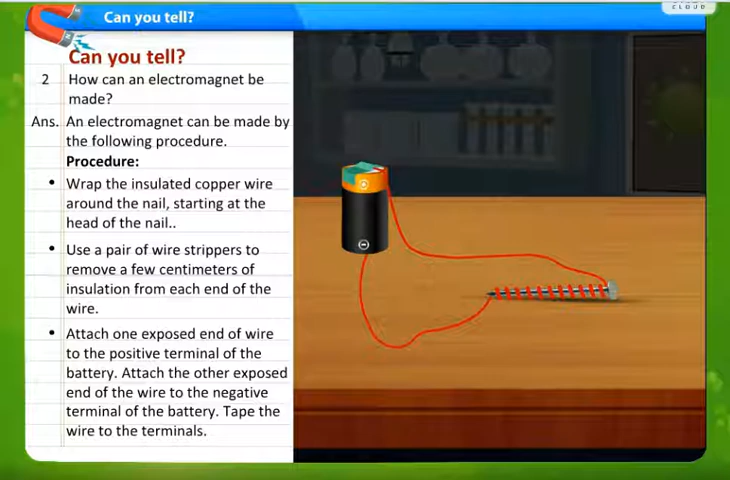 CLOUD
Can you tell?
Can you tell?
2 How can an electromagnet be
made?
Ans. An electromagnet can be made by
the following procedure.
Procedure:
• Wrap the insulated copper wire
around the nail, starting at the
head of the nail..
• Use a pair of wire strippers to
remove a few centimeters of
insulation from each end of the
wire.
• Attach one exposed end of wire
to the positive terminal of the
battery. Attach the other exposed
end of the wire to the negative
terminal of the battery. Tape the
wire to the terminals.